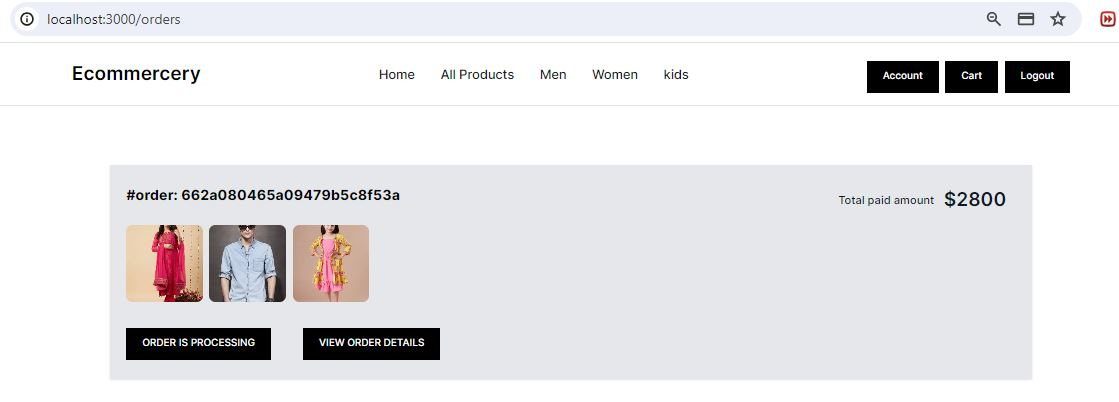 localhost:3000/orders
Ecommercery Home All Products Men Women kids Account Cart Logout
#order: 662a080465a09479b5c8f53a Total paid amount $2800
ORDER IS PROCESSING VIEW ORDER DETAILS